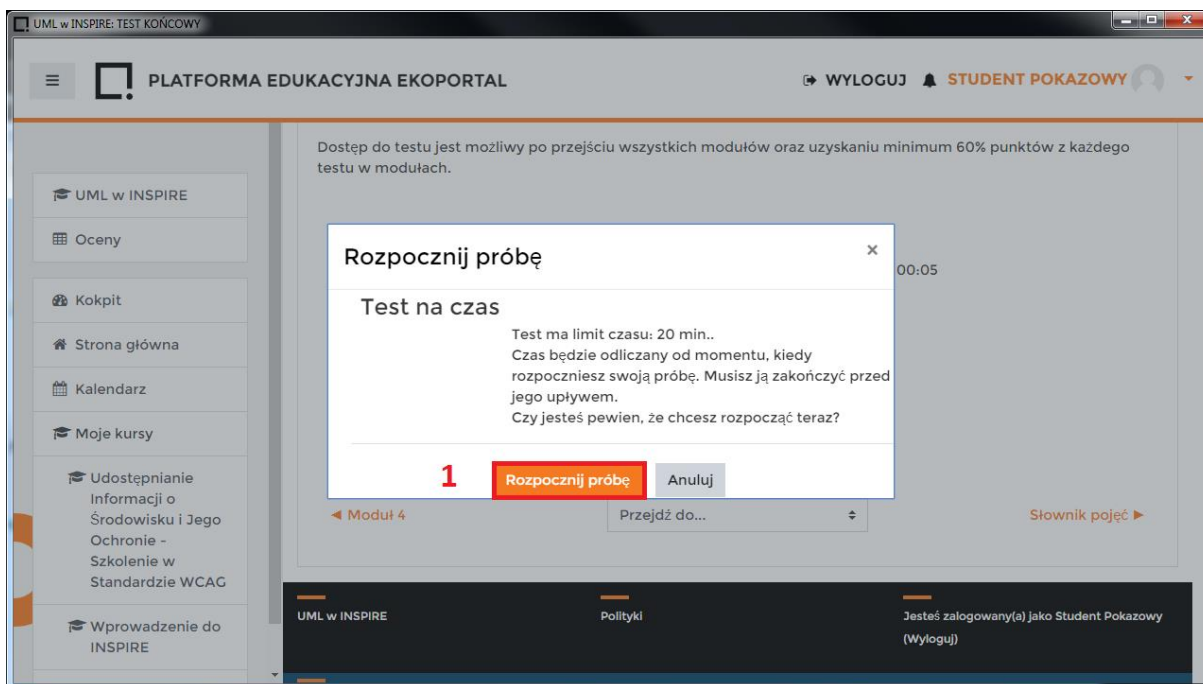 UML w INSPIRE: TEST KOŃCOWY
PLATFORMA EDUKACYJNA EKOPORTAL
WYLOGUJ
STUDENT POKAZOWY
UML w INSPIRE
Oceny
Kokpit
Strona główna
Kalendarz
Moje kursy
Udostępnianie
Informacji o
Środowisku i Jego
Ochronie -
Szkolenie w
Standardzie WCAG
Wprowadzenie do
INSPIRE
Dostęp do testu jest możliwy po przejściu wszystkich modułów oraz uzyskaniu minimum 60% punktów z każdego
testu w modułach.
00:05
Rozpocznij próbę
×
Test na czas
Test ma limit czasu: 20 min..
Czas będzie odliczany od momentu, kiedy
rozpoczniesz swoją próbę. Musisz ją zakończyć przed
jego upływem.
Czy jesteś pewien, że chcesz rozpocząć teraz?
1
Rozpocznij próbę
Anuluj
◄ Moduł 4
Przejdź do...
Słownik pojęć ►
UML w INSPIRE
Polityki
Jesteś zalogowany(a) jako Student Pokazowy
(Wyloguj)